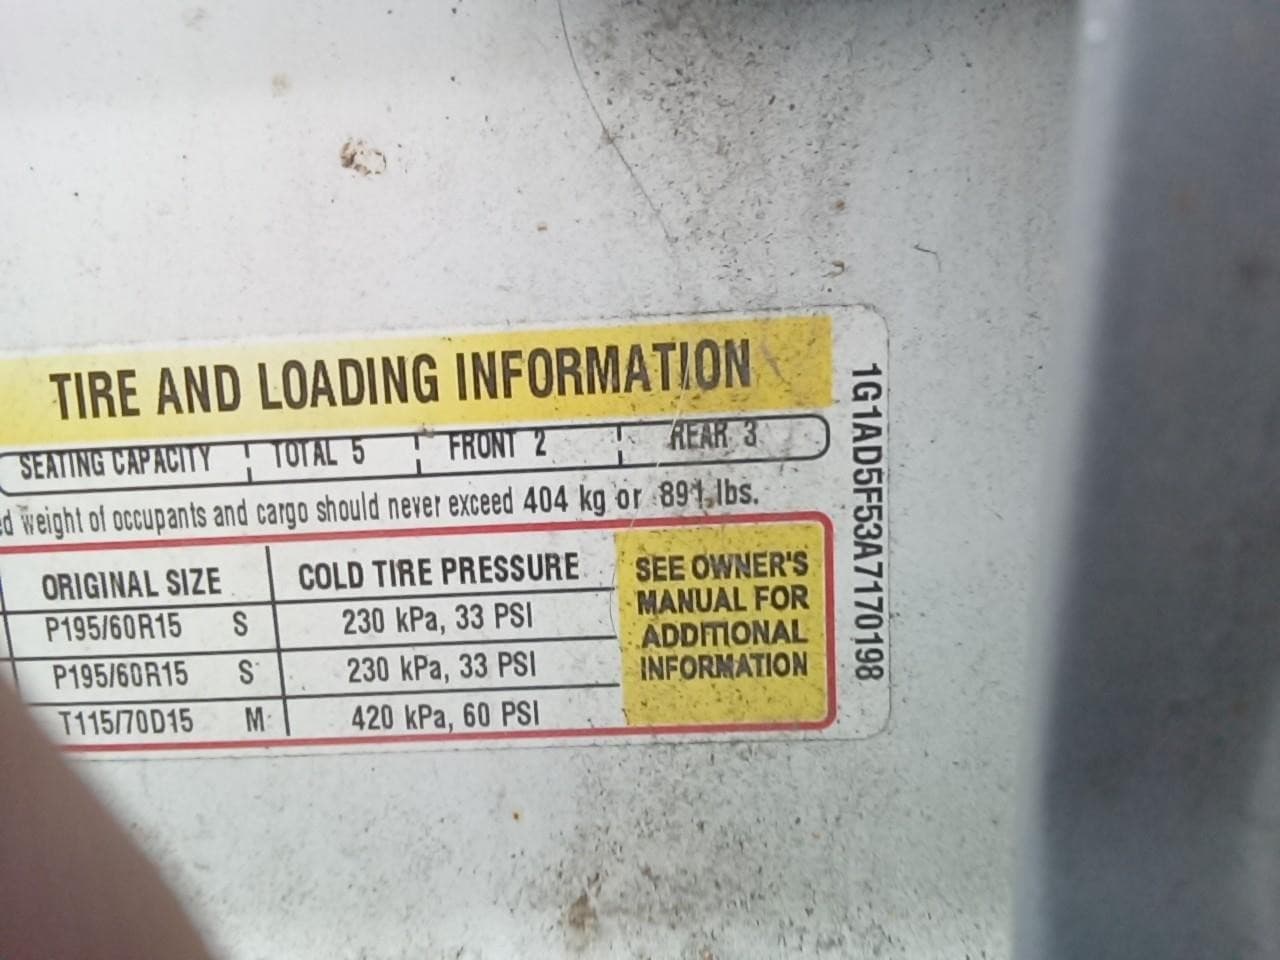 TIRE AND LOADING INFORMATION
SEATING CAPACITY TOTAL 5 FRONT 2 REAR 3
weight of occupants and cargo should never exceed 404 kg or 891 lbs.
ORIGINAL SIZE COLD TIRE PRESSURE
P195/60R15 S 230 kPa, 33 PSI
P195/60R15 S 230 kPa, 33 PSI
T115/70D15 M 420 kPa, 60 PSI
SEE OWNER'S
MANUAL FOR
ADDITIONAL
INFORMATION
1G1AD5F53A7170198